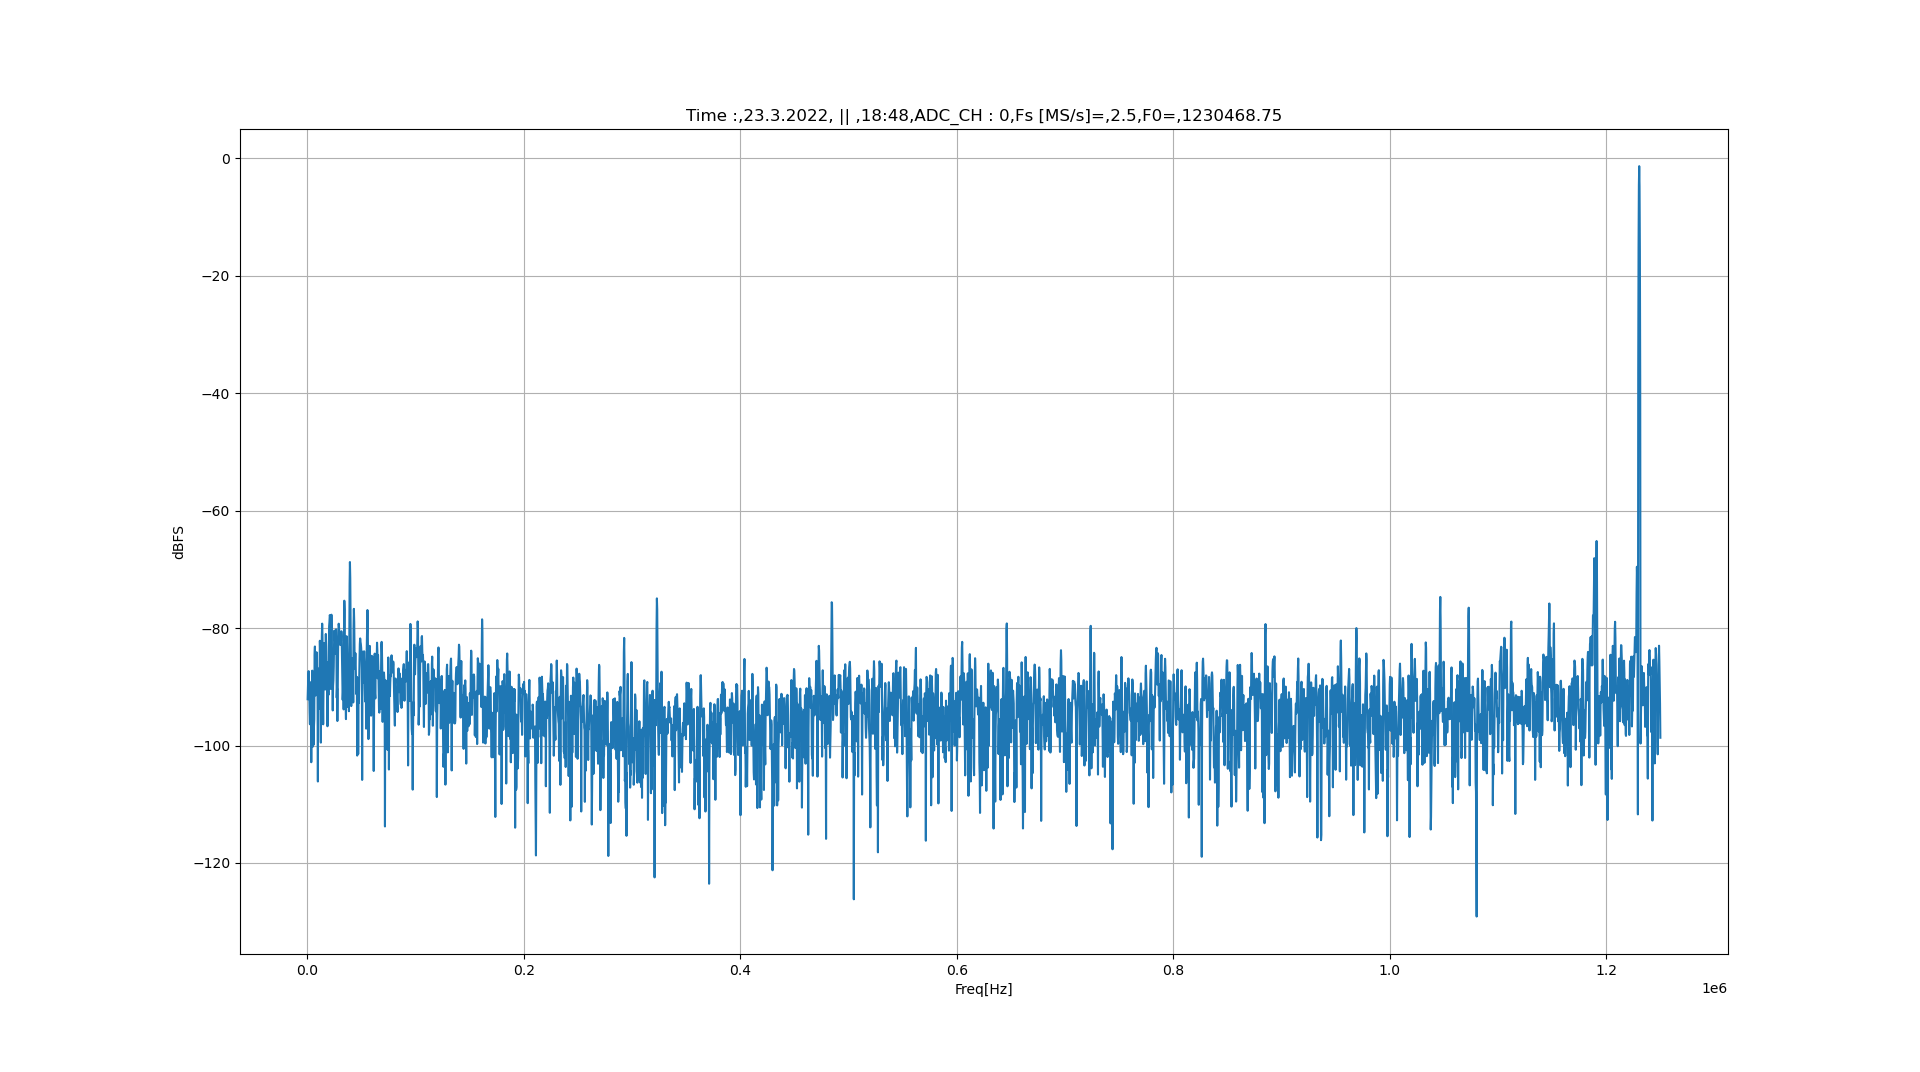 Time :,23.3.2022, || ,18:48,ADC_CH : 0,Fs [MS/s]=,2.5,F0=,1230468.75
0
−20
−40
−60
−80
−100
−120
dBFS
0.0 0.2 0.4 0.6 0.8 1.0 1.2
Freq[Hz]
1e6